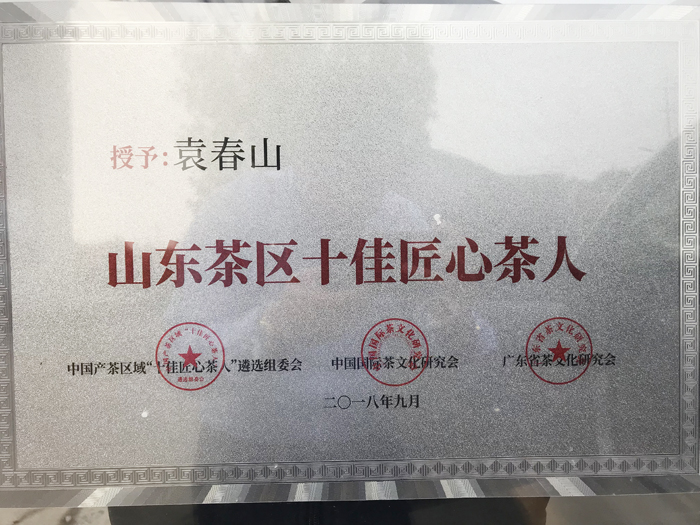 授予:袁春山
山东茶区十佳匠心茶人
中国产茶区域“十佳匠心茶人”遴选组委会 中国国际茶文化研究会 广东省茶文化研究会
二〇一八年九月